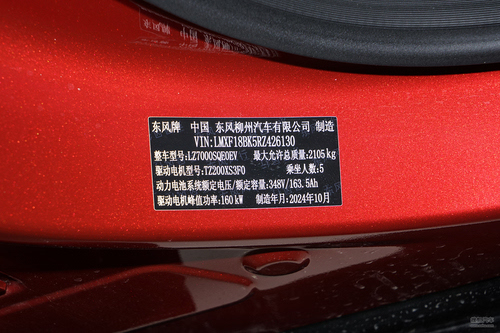 东风牌 中国 东风柳州汽车有限公司 制造
VIN:LMXF18BK5RZ426130
整车型号:LZ7000SQE0EV 最大允许总质量:2105kg
驱动电机型号:TZ200XS3F0 乘坐人数:5
动力电池系统额定电压/额定容量:348V/163.5Ah
驱动电机峰值功率:160kW 制造年月:2024年10月